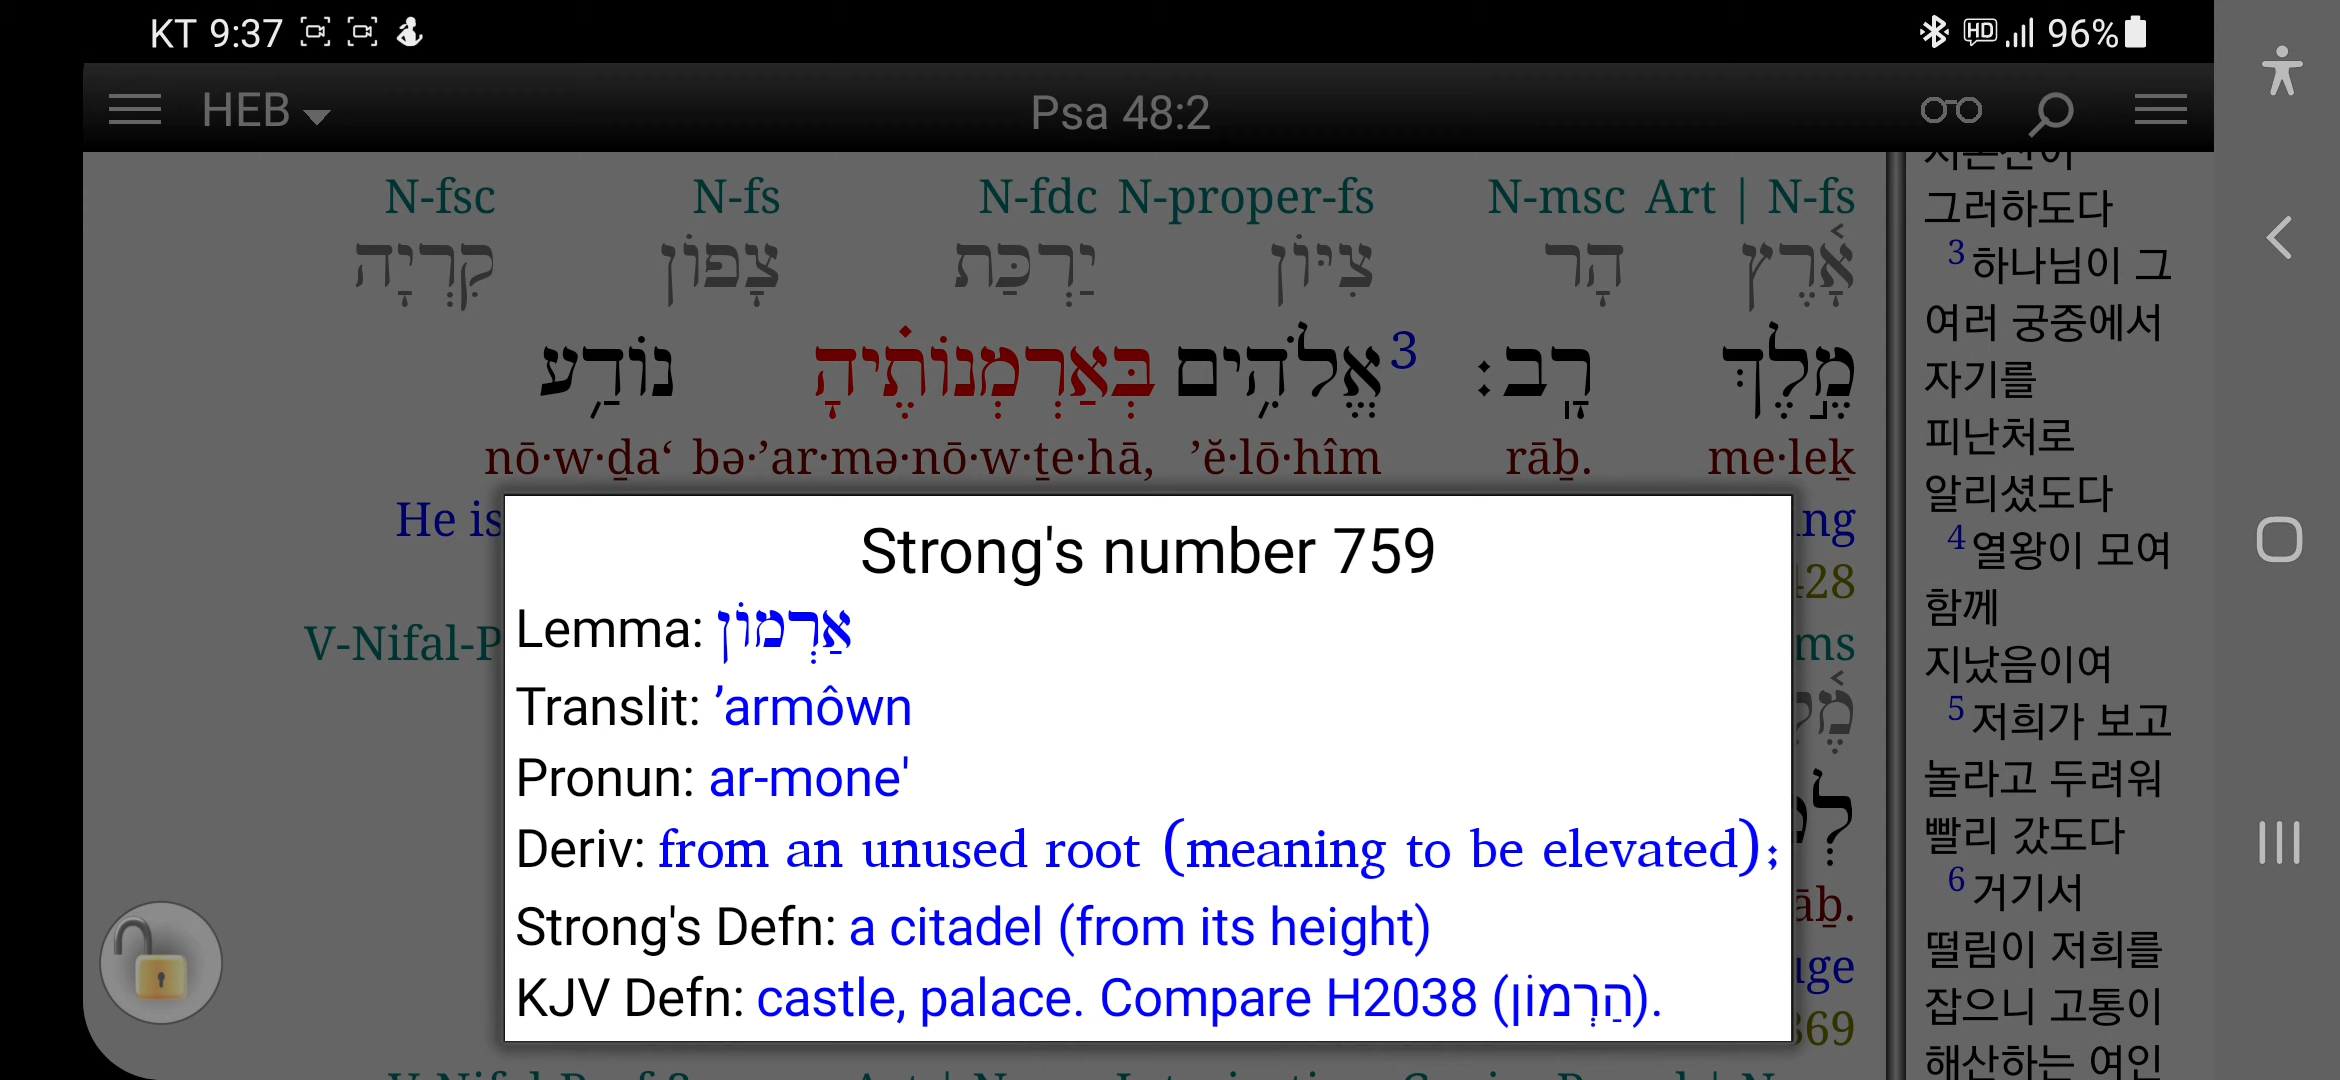 KT 9:37 HD 96%
HEB Psa 48:2
N-fsc N-fs N-fdc N-proper-fs N-msc Art | N-fs
אֶ֫רֶץ הָר צִיּוֹן יַרְכַּת צָפוֹן קִרְיָה
מֶ֣לֶךְ רָֽב׃ 3 אֱלֹהִ֥ים בְּאַרְמְנוֹתֶ֗יהָ נוֹדַ֥ע
nō·w·ḏa‘ bə·’ar·mə·nō·w·ṯe·hā, ’ĕ·lō·hîm rāḇ. me·leḵ
He is
V-Nifal-P
ms
Strong's number 759
Lemma: אַרְמוֹן
Translit: ’armôwn
Pronun: ar-mone'
Deriv: from an unused root (meaning to be elevated);
Strong's Defn: a citadel (from its height)
KJV Defn: castle, palace. Compare H2038 (הַרְמוֹן).
그러하도다
3 하나님이 그
여러 궁중에서
자기를
피난처로
알리셨도다
4 열왕이 모여
함께
지났음이여
5 저희가 보고
놀라고 두려워
빨리 갔도다
6 거기서
떨림이 저희를
잡으니 고통이
해산하는 여인